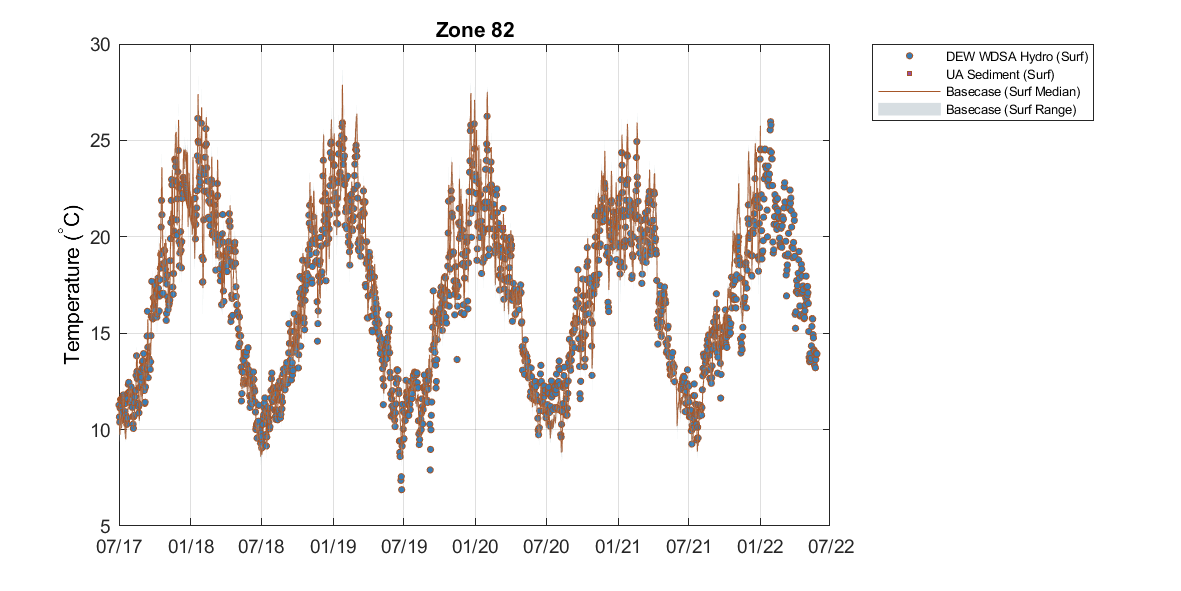 Zone 82
30
25
20
15
10
5
Temperature (°C)
07/17 01/18 07/18 01/19 07/19 01/20 07/20 01/21 07/21 01/22 07/22
DEW WDSA Hydro (Surf)
UA Sediment (Surf)
Basecase (Surf Median)
Basecase (Surf Range)